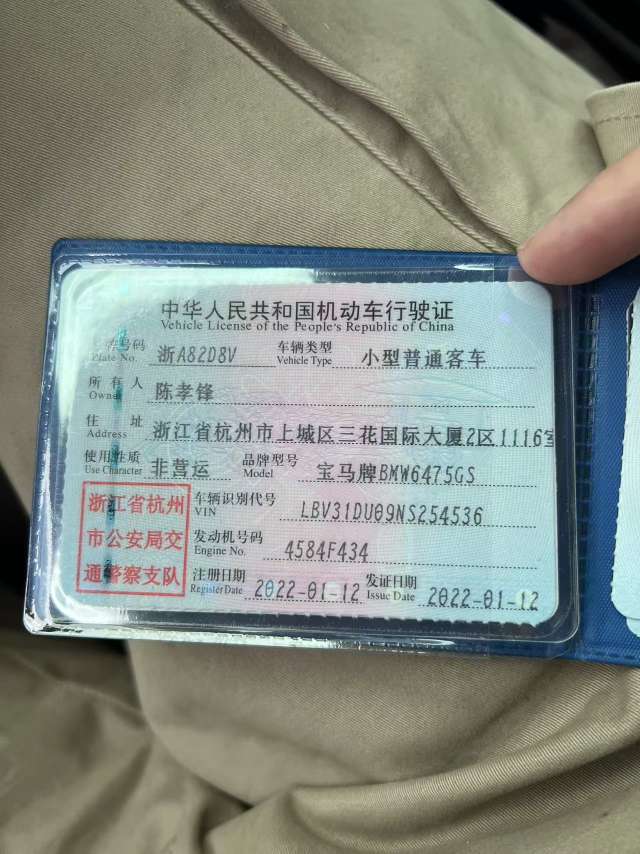 中华人民共和国机动车行驶证
Vehicle License of the People's Republic of China
号码 浙A82D8V 车辆类型 小型普通客车
Plate No. Vehicle Type
所有人 陈孝锋
Owner
住址 浙江省杭州市上城区三花国际大厦2区1116室
Address
使用性质 非营运 品牌型号 宝马牌BMW6475GS
Use Character Model
浙江省杭州
市公安局交
通警察支队
车辆识别代号 LBV31DU09NS254536
VIN
发动机号码 4584F434
Engine No.
注册日期 2022-01-12 发证日期 2022-01-12
Register Date Issue Date